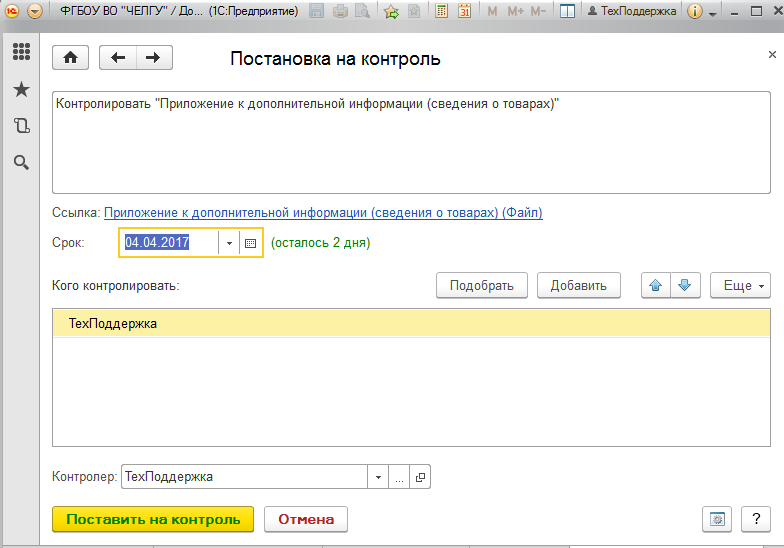 ФГБОУ ВО "ЧЕЛГУ" / До... (1С:Предприятие) M M+ M- 31 ТехПоддержка
Постановка на контроль
Контролировать "Приложение к дополнительной информации (сведения о товарах)"
Ссылка: Приложение к дополнительной информации (сведения о товарах) (Файл)
Срок: 04.04.2017 (осталось 2 дня)
Кого контролировать: Подобрать Добавить Еще
ТехПоддержка
Контролер: ТехПоддержка ...
Поставить на контроль Отмена ?